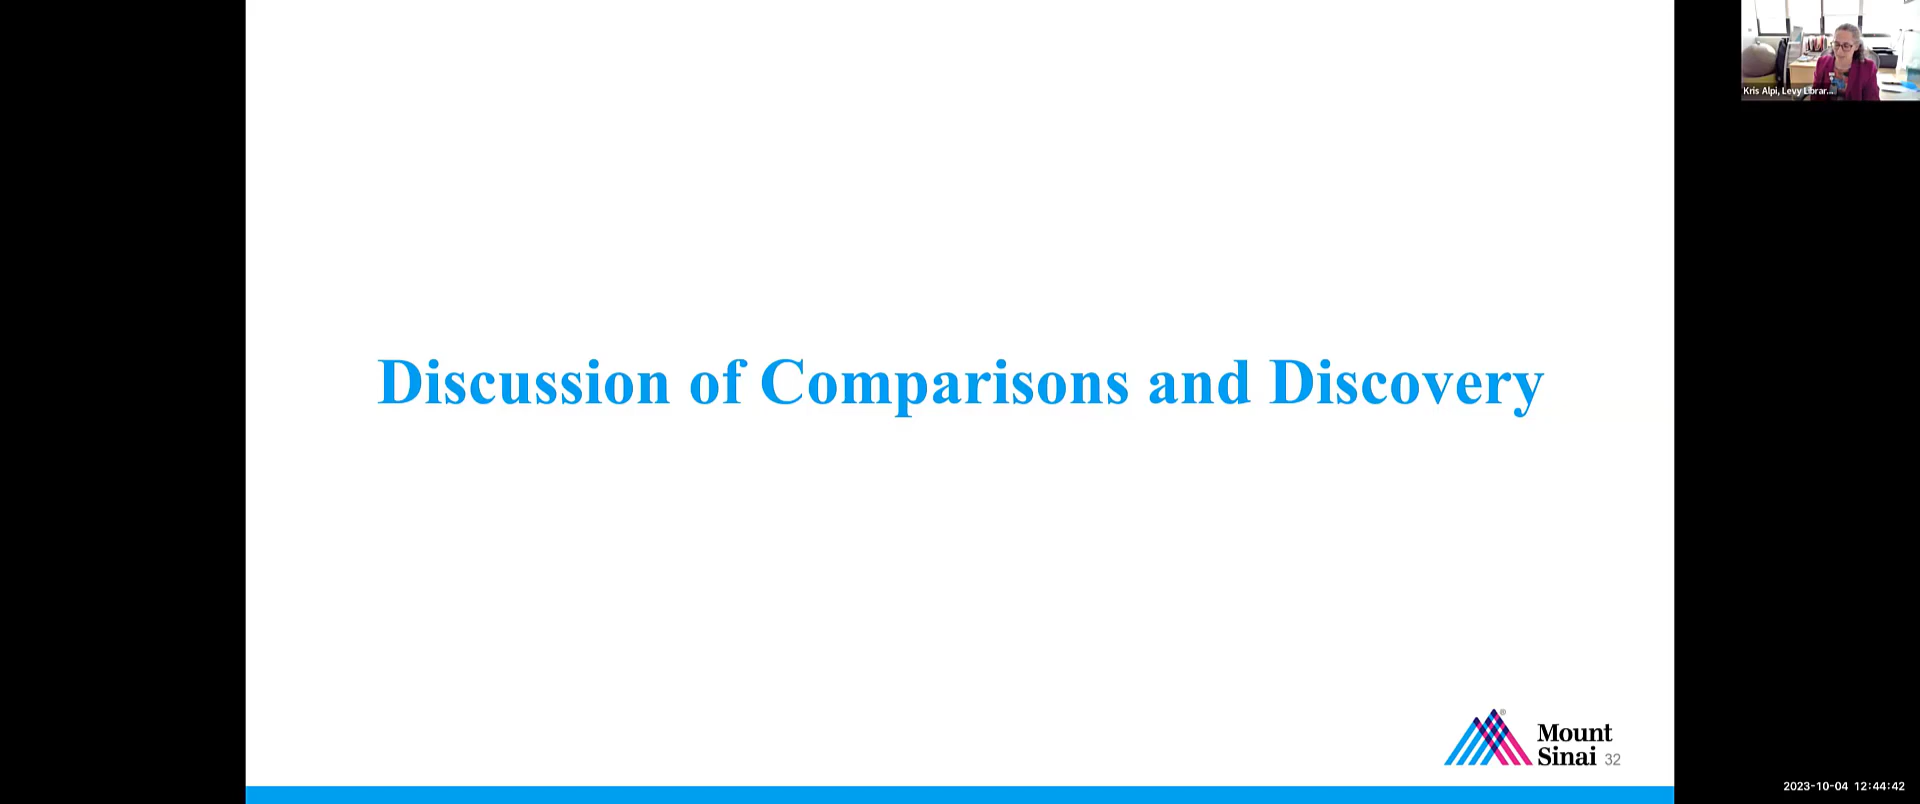 Kris Alpi, Levy Librar...
Discussion of Comparisons and Discovery
®
Mount
Sinai 32
2023-10-04 12:44:42